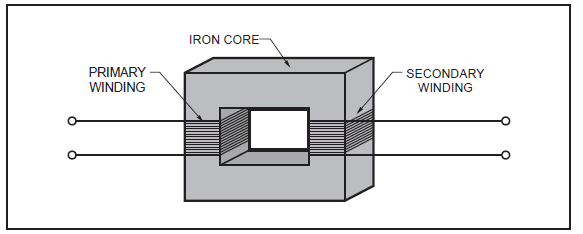 IRON CORE
PRIMARY
WINDING
SECONDARY
WINDING